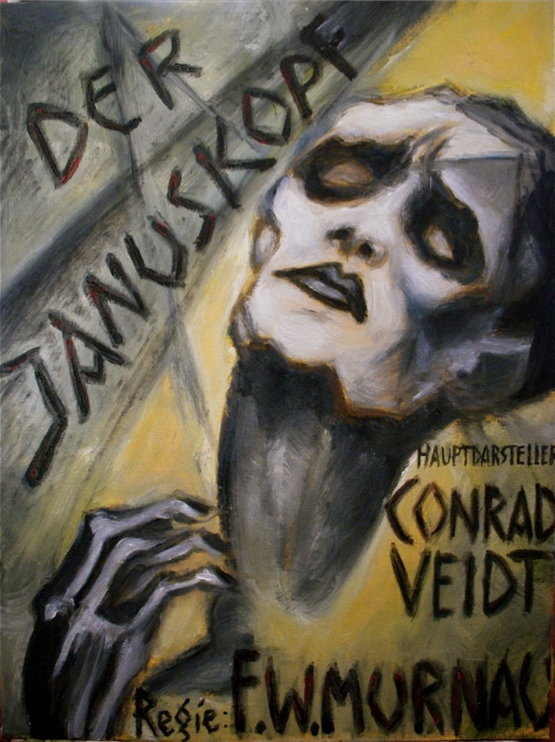 DER
JANUSKOPF
HAUPTDARSTELLER
CONRAD
VEIDT
Regie: F.W. MURNAU